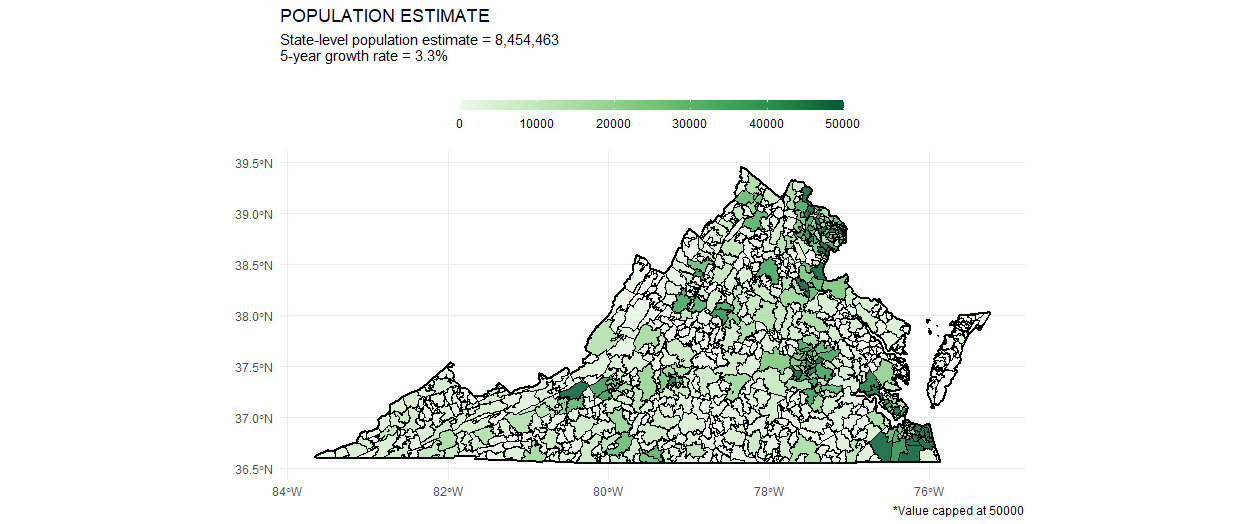 POPULATION ESTIMATE
State-level population estimate = 8,454,463
5-year growth rate = 3.3%
0 10000 20000 30000 40000 50000
39.5°N
39.0°N
38.5°N
38.0°N
37.5°N
37.0°N
36.5°N
84°W 82°W 80°W 78°W 76°W
*Value capped at 50000